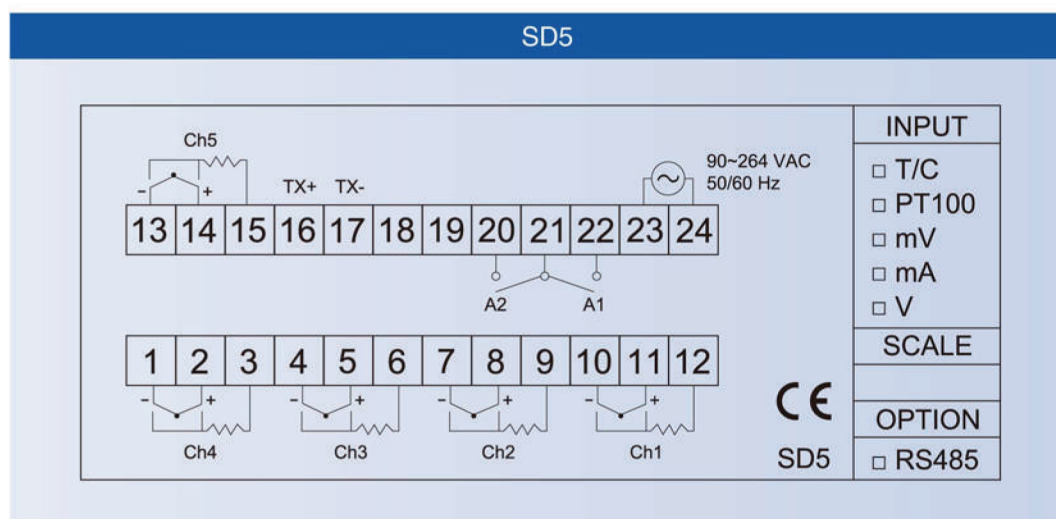 SD5
Ch5
90~264 VAC
50/60 Hz
TX+ TX-
- +
13 14 15 16 17 18 19 20 21 22 23 24
A2 A1
1 2 3 4 5 6 7 8 9 10 11 12
- + - + - + - +
Ch4 Ch3 Ch2 Ch1
CE
SD5
INPUT
□ T/C
□ PT100
□ mV
□ mA
□ V
SCALE
OPTION
□ RS485